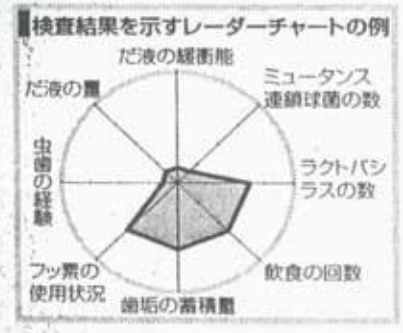 検査結果を示すレーダーチャートの例
だ液の緩衝能
ミュータンス
連鎖球菌の数
ラクトバシ
ラスの数
飲食の回数
歯垢の蓄積量
フッ素の
使用状況
虫歯の経験
だ液の量